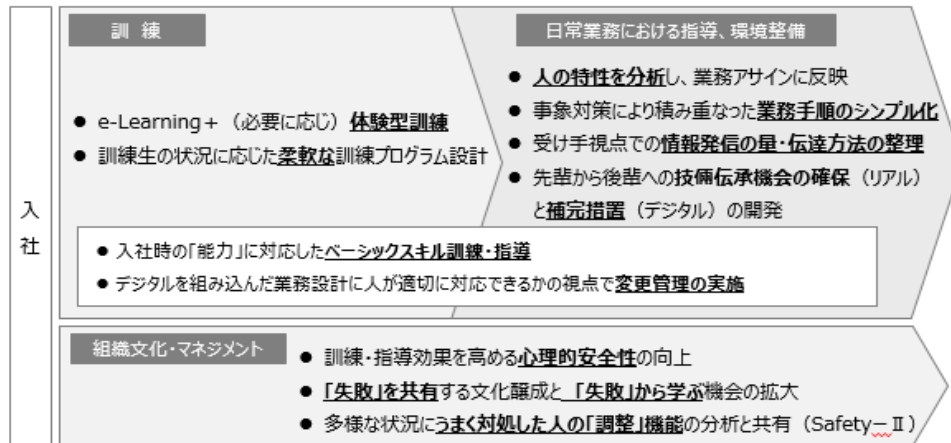 入
社
訓 練
● e-Learning+ （必要に応じ）体験型訓練
● 訓練生の状況に応じた柔軟な訓練プログラム設計
日常業務における指導、環境整備
● 人の特性を分析し、業務アサインに反映
● 事象対策により積み重なった業務手順のシンプル化
● 受け手視点での情報発信の量・伝達方法の整理
● 先輩から後輩への技倆伝承機会の確保（リアル）
と補完措置（デジタル）の開発
● 入社時の「能力」に対応したベーシックスキル訓練・指導
● デジタルを組み込んだ業務設計に人が適切に対応できるかの視点で変更管理の実施
組織文化・マネジメント
● 訓練・指導効果を高める心理的安全性の向上
● 「失敗」を共有する文化醸成と「失敗」から学ぶ機会の拡大
● 多様な状況にうまく対処した人の「調整」機能の分析と共有（Safety－Ⅱ）